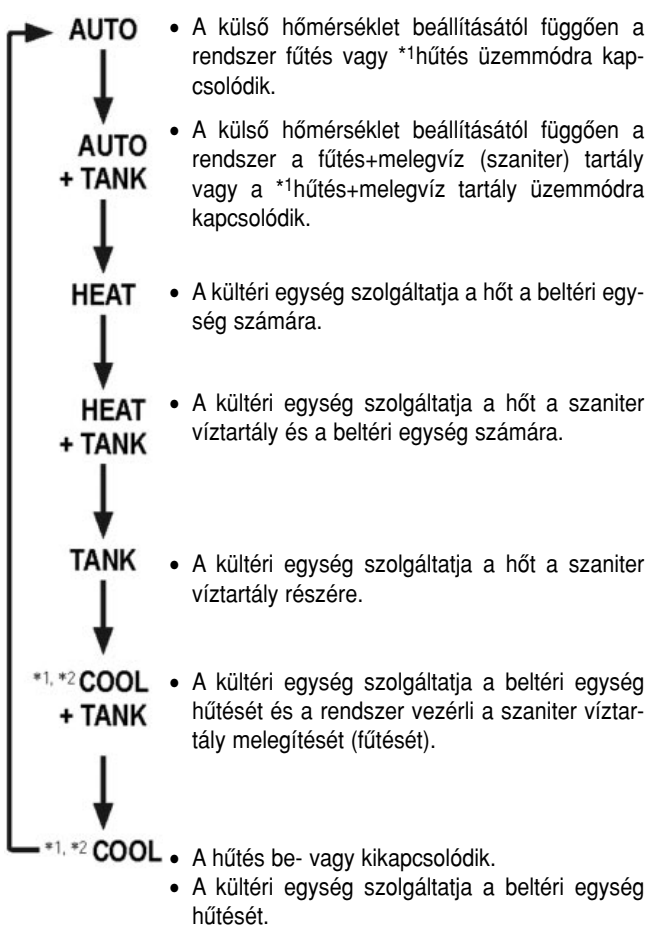 AUTO
• A külső hőmérséklet beállításától függően a
rendszer fűtés vagy *1hűtés üzemmódra kap-
csolódik.
AUTO
+ TANK
• A külső hőmérséklet beállításától függően a
rendszer a fűtés+melegvíz (szaniter) tartály
vagy a *1hűtés+melegvíz tartály üzemmódra
kapcsolódik.
HEAT
• A kültéri egység szolgáltatja a hőt a beltéri egy-
ség számára.
HEAT
+ TANK
• A kültéri egység szolgáltatja a hőt a szaniter
víztartály és a beltéri egység számára.
TANK
• A kültéri egység szolgáltatja a hőt a szaniter
víztartály részére.
*1, *2 COOL
+ TANK
• A kültéri egység szolgáltatja a beltéri egység
hűtését és a rendszer vezérli a szaniter víztar-
tály melegítését (fűtését).
*1, *2 COOL
• A hűtés be- vagy kikapcsolódik.
• A kültéri egység szolgáltatja a beltéri egység
hűtését.